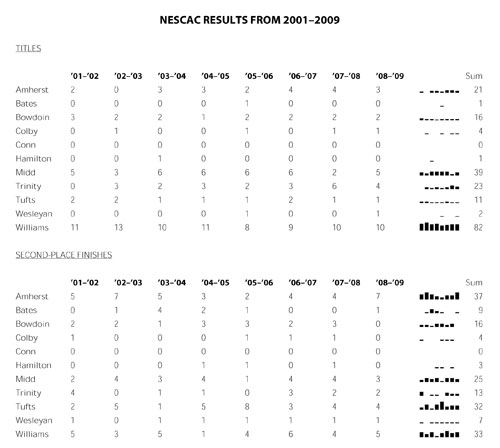 NESCAC RESULTS FROM 2001–2009
TITLES
'01–'02 '02–'03 '03–'04 '04–'05 '05–'06 '06–'07 '07–'08 '08–'09 Sum
Amherst 2 0 3 3 2 4 4 3 21
Bates 0 0 0 0 1 0 0 0 1
Bowdoin 3 2 2 1 2 2 2 2 16
Colby 0 1 0 0 1 0 1 1 4
Conn 0 0 0 0 0 0 0 0 0
Hamilton 0 0 1 0 0 0 0 0 1
Midd 5 3 6 6 6 6 2 5 39
Trinity 0 3 2 3 2 3 6 4 23
Tufts 2 2 1 1 1 2 1 1 11
Wesleyan 0 0 0 0 1 0 0 1 2
Williams 11 13 10 11 8 9 10 10 82
SECOND-PLACE FINISHES
'01–'02 '02–'03 '03–'04 '04–'05 '05–'06 '06–'07 '07–'08 '08–'09 Sum
Amherst 5 7 5 3 2 4 4 7 37
Bates 0 1 4 2 1 0 0 1 9
Bowdoin 2 2 1 3 3 2 3 0 16
Colby 1 0 0 0 1 0 1 1 4
Conn 0 0 0 0 0 0 0 0 0
Hamilton 0 0 0 1 1 0 1 0 3
Midd 2 4 3 4 1 4 4 3 25
Trinity 4 0 1 1 0 3 2 2 13
Tufts 2 5 1 5 8 3 4 4 32
Wesleyan 1 0 0 1 1 1 1 2 7
Williams 5 3 5 1 4 6 4 5 33